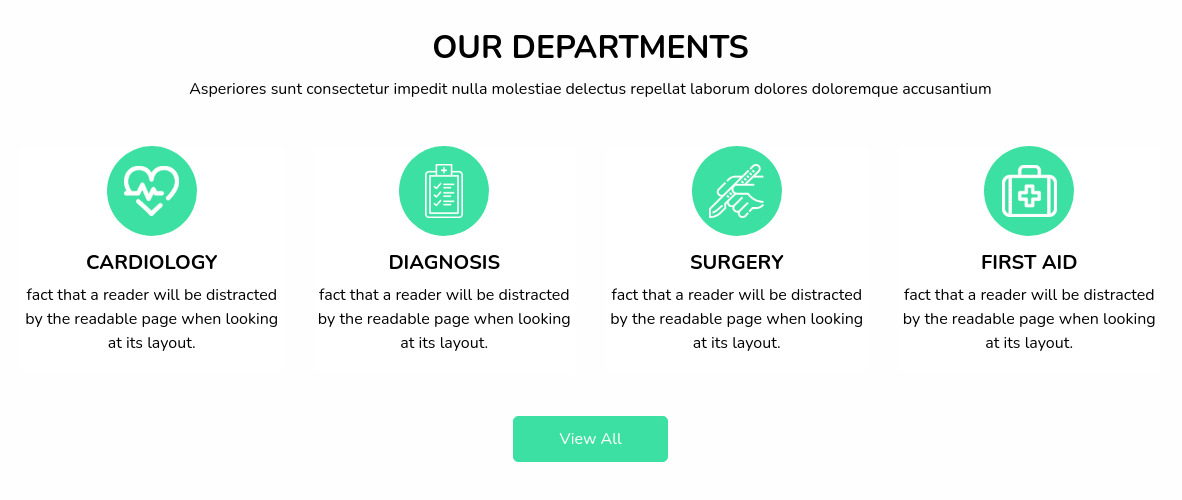 OUR DEPARTMENTS
Asperiores sunt consectetur impedit nulla molestiae delectus repellat laborum dolores doloremque accusantium
CARDIOLOGY
fact that a reader will be distracted
by the readable page when looking
at its layout.
DIAGNOSIS
fact that a reader will be distracted
by the readable page when looking
at its layout.
SURGERY
fact that a reader will be distracted
by the readable page when looking
at its layout.
FIRST AID
fact that a reader will be distracted
by the readable page when looking
at its layout.
View All